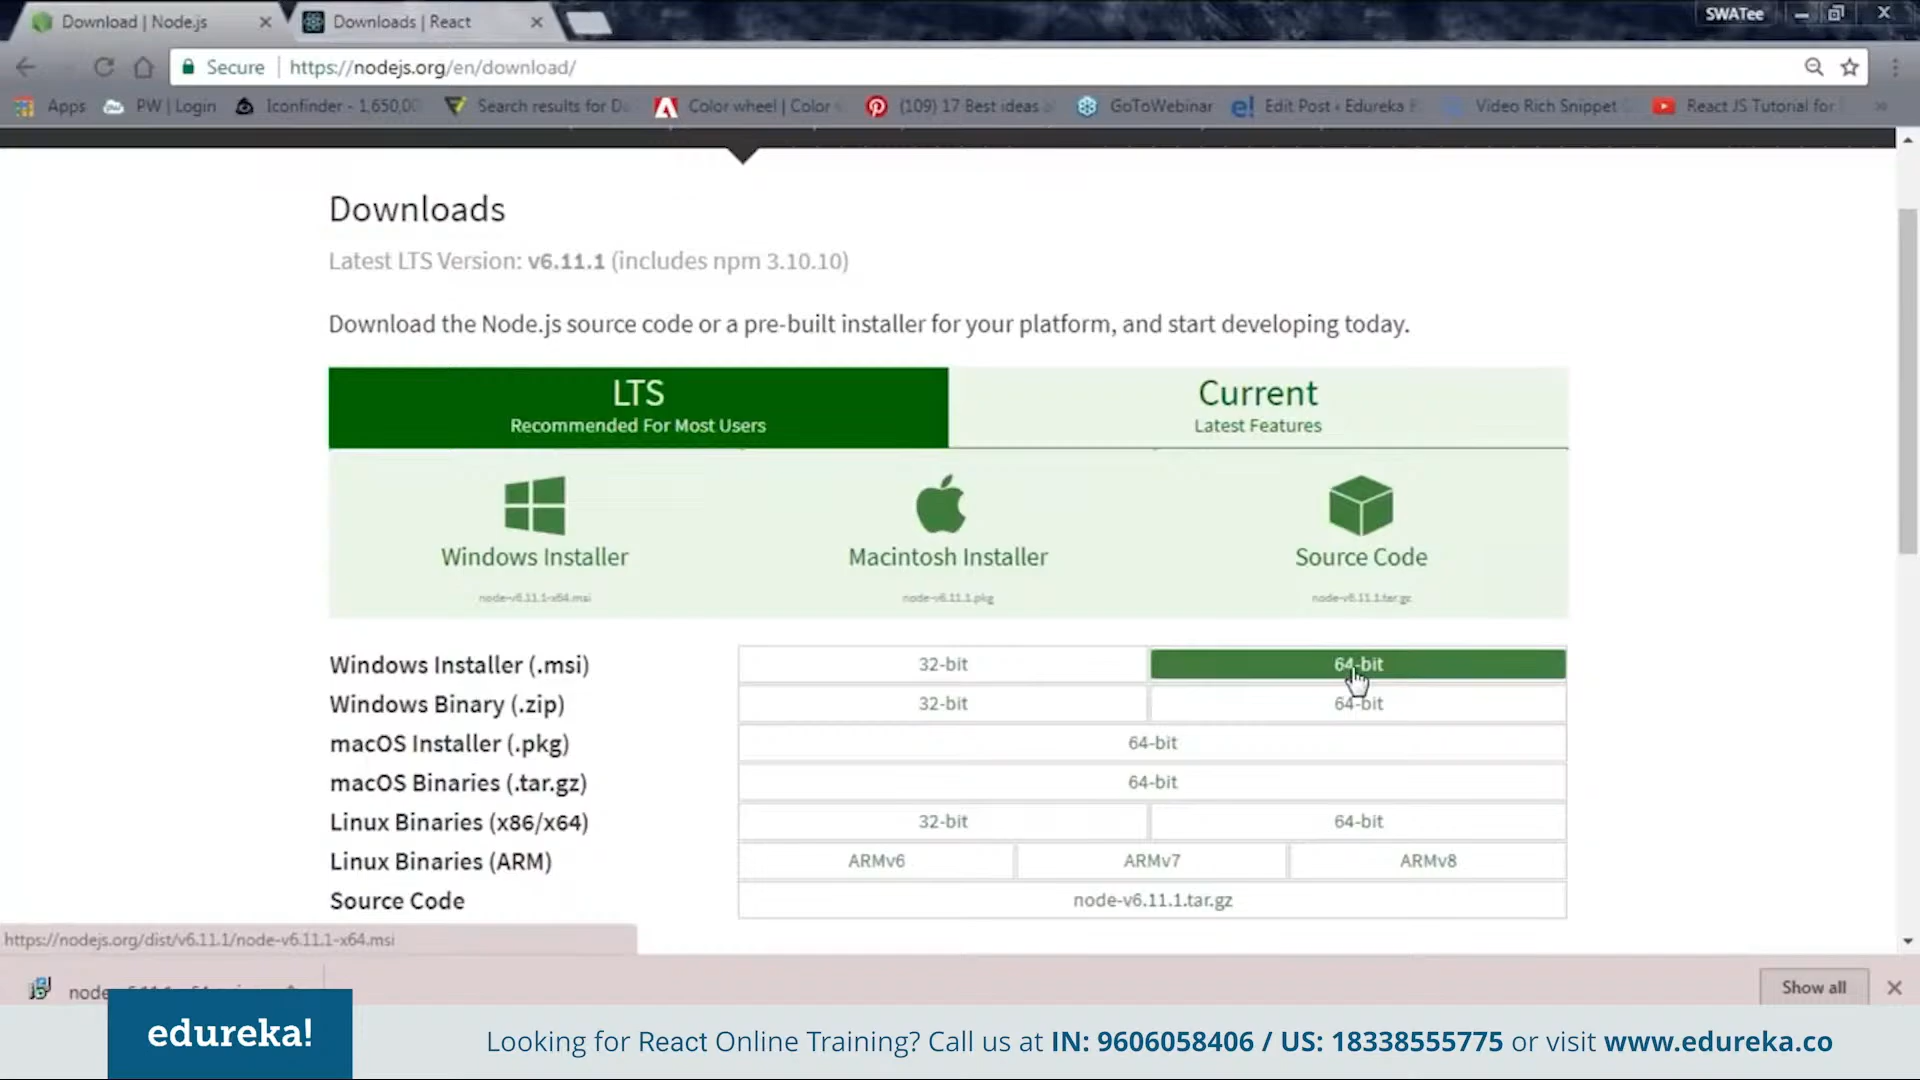 Download | Node.js
Downloads | React
SWATee
Secure
https://nodejs.org/en/download/
Apps
PW | Login
Iconfinder - 1,650,00
Search results for D
Color wheel | Color
(109) 17 Best ideas
GoToWebinar
Edit Post ‹ Edureka
Video Rich Snippet
React JS Tutorial for
Downloads
Latest LTS Version: v6.11.1 (includes npm 3.10.10)
Download the Node.js source code or a pre-built installer for your platform, and start developing today.
LTS
Recommended For Most Users
Current
Latest Features
Windows Installer
node-v6.11.1-x64.msi
Macintosh Installer
node-v6.11.1.pkg
Source Code
node-v6.11.1.tar.gz
Windows Installer (.msi) 32-bit 64-bit
Windows Binary (.zip) 32-bit 64-bit
macOS Installer (.pkg) 64-bit
macOS Binaries (.tar.gz) 64-bit
Linux Binaries (x86/x64) 32-bit 64-bit
Linux Binaries (ARM) ARMv6 ARMv7 ARMv8
Source Code node-v6.11.1.tar.gz
https://nodejs.org/dist/v6.11.1/node-v6.11.1-x64.msi
Show all
edureka!
Looking for React Online Training? Call us at IN: 9606058406 / US: 18338555775 or visit www.edureka.co